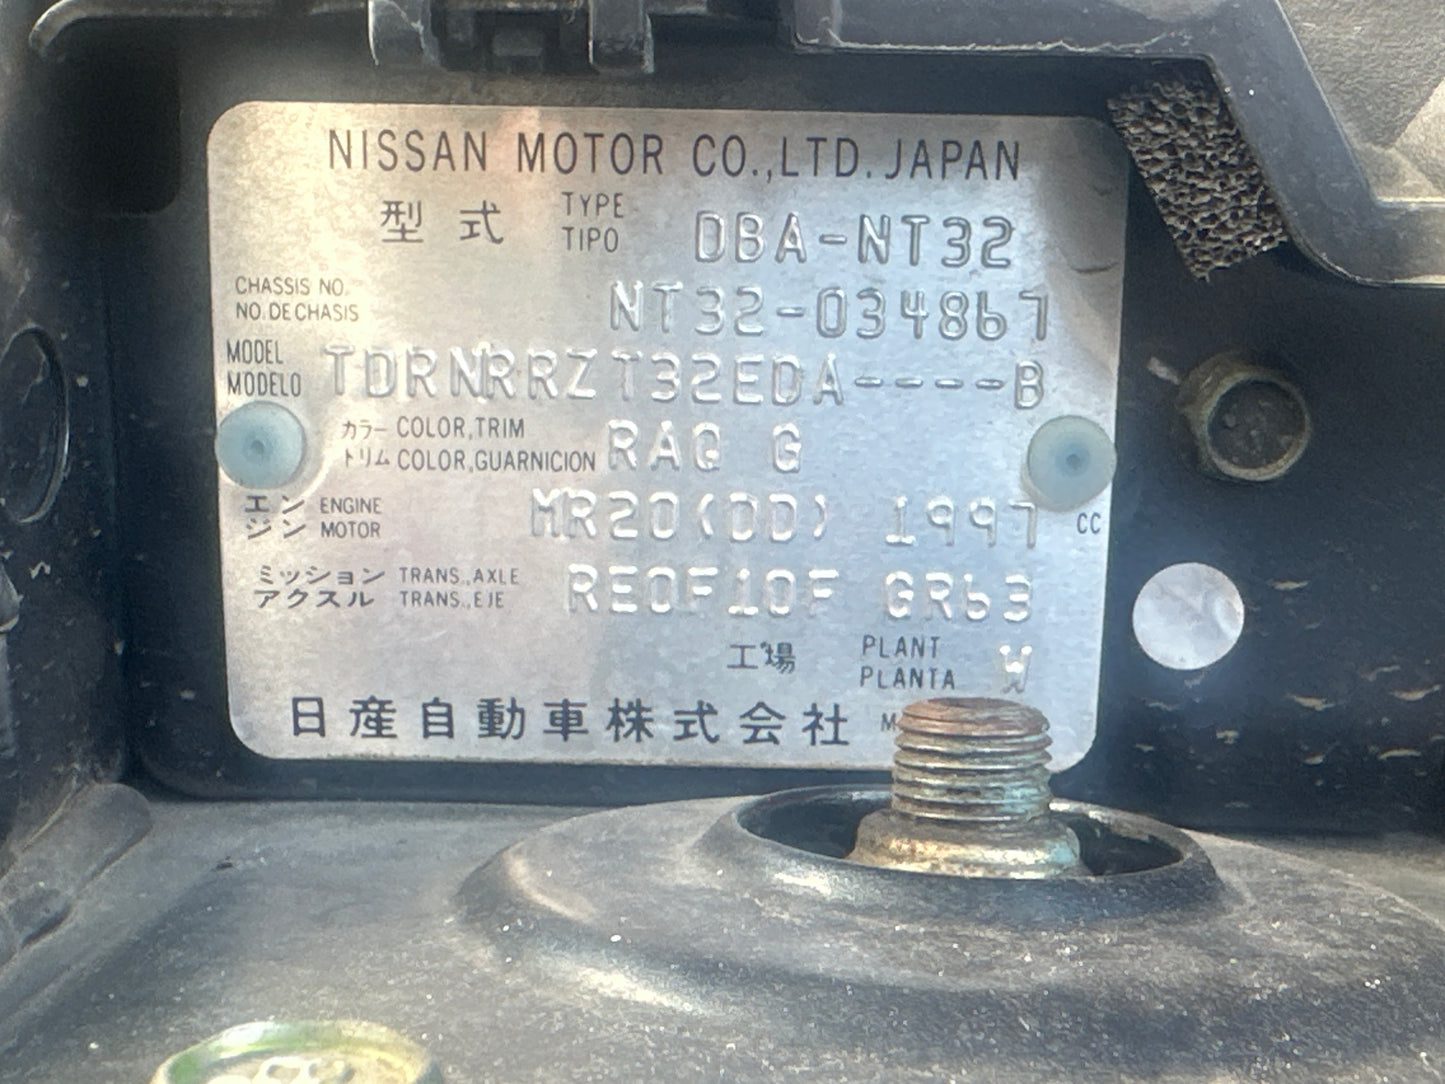 NISSAN MOTOR CO.,LTD. JAPAN
型式 TYPE TIPO DBA-NT32
CHASSIS NO.
NO. DE CHASIS NT32-034867
MODEL
MODELO TDRNRRZT32EDA----B
カラー COLOR,TRIM
トリム COLOR,GUARNICION RAQ G
エンジン ENGINE MOTOR MR20(DD) 1997 CC
ミッション TRANS.,AXLE
アクスル TRANS.,EJE RE0F10F GR63
工場 PLANT PLANTA W
日産自動車株式会社